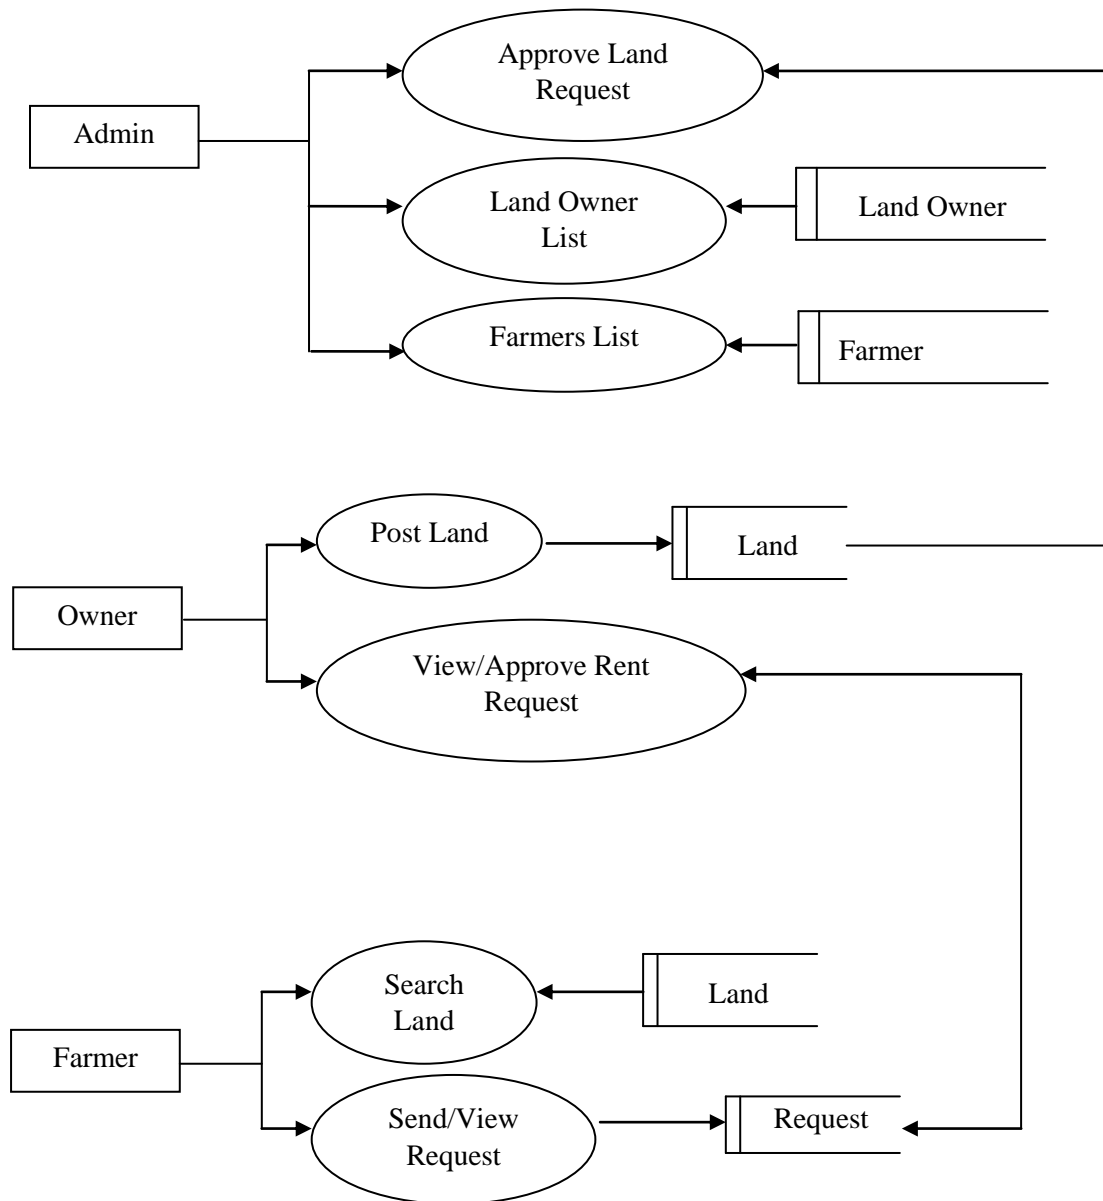 Approve Land
Request
Admin
Land Owner
List
Land Owner
Farmers List
Farmer
Post Land
Land
Owner
View/Approve Rent
Request
Search
Land
Land
Farmer
Send/View
Request
Request